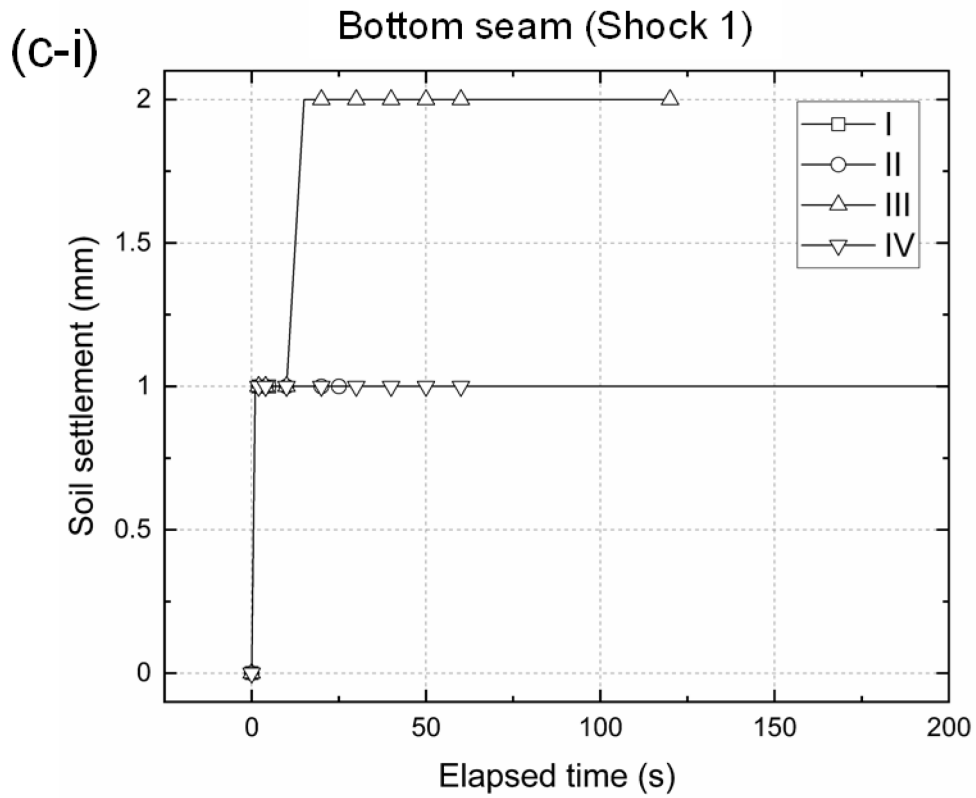 (c-i)
Bottom seam (Shock 1)
2
1.5
1
0.5
0
Soil settlement (mm)
I
II
III
IV
0
50
100
150
200
Elapsed time (s)